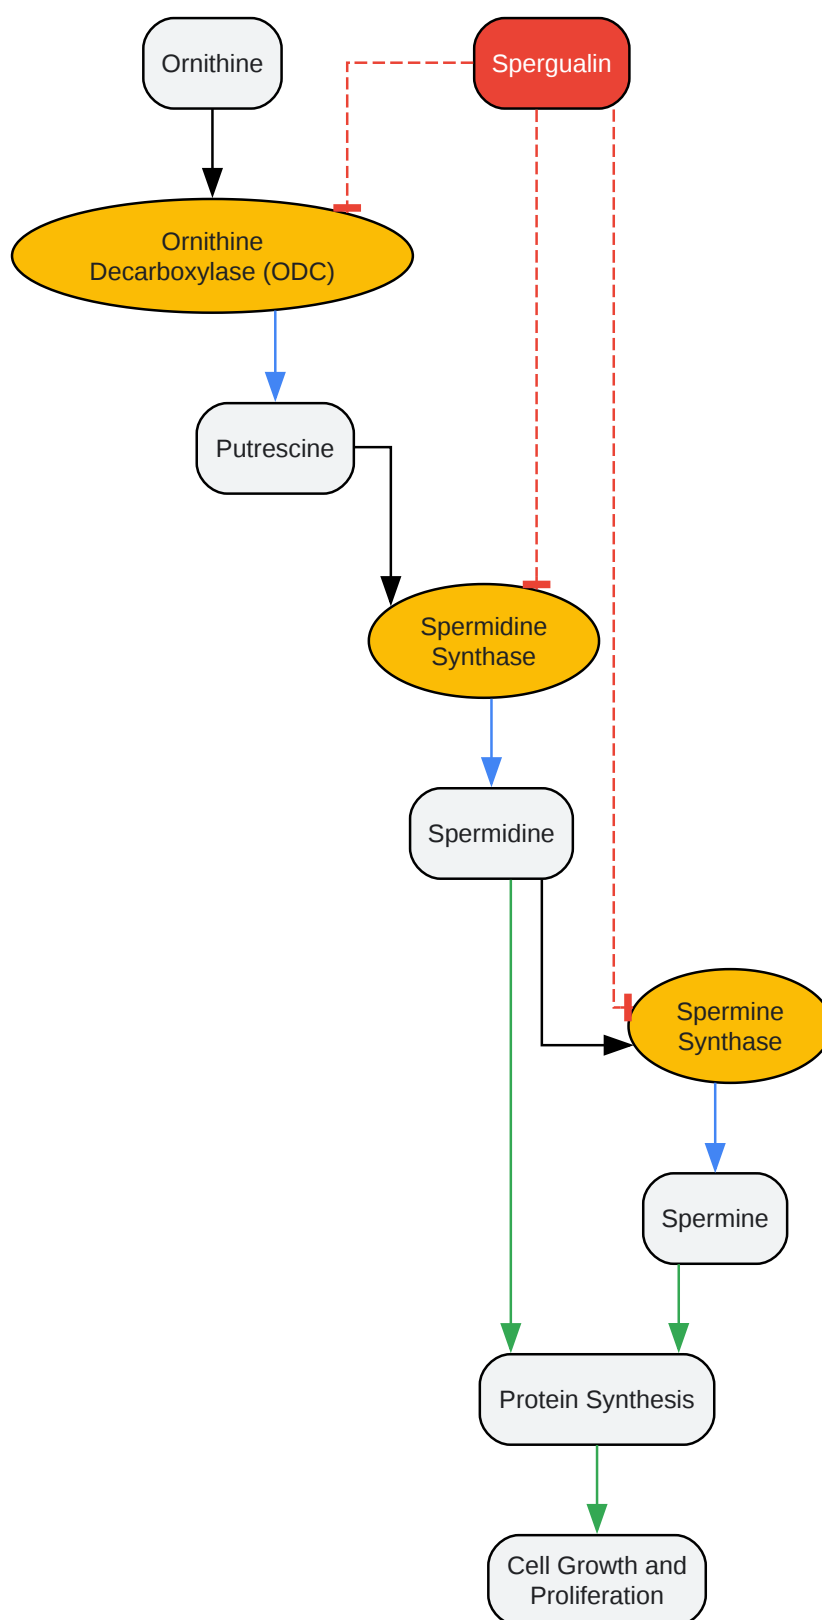 Ornithine
Spergualin
Ornithine
Decarboxylase (ODC)
Putrescine
Spermidine
Synthase
Spermidine
Spermine
Synthase
Spermine
Protein Synthesis
Cell Growth and
Proliferation